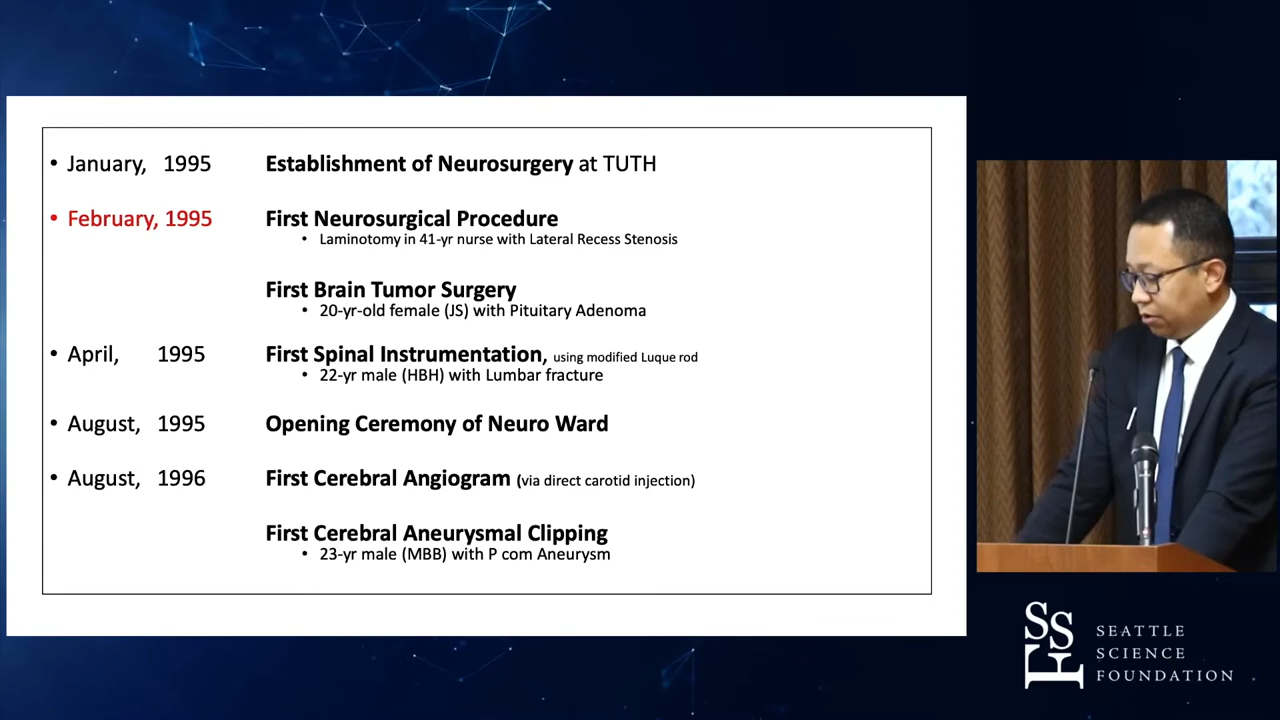 • January, 1995 Establishment of Neurosurgery at TUTH
• February, 1995 First Neurosurgical Procedure
• Laminotomy in 41-yr nurse with Lateral Recess Stenosis
First Brain Tumor Surgery
• 20-yr-old female (JS) with Pituitary Adenoma
• April, 1995 First Spinal Instrumentation, using modified Luque rod
• 22-yr male (HBH) with Lumbar fracture
• August, 1995 Opening Ceremony of Neuro Ward
• August, 1996 First Cerebral Angiogram (via direct carotid injection)
First Cerebral Aneurysmal Clipping
• 23-yr male (MBB) with P com Aneurysm
SSF
SEATTLE
SCIENCE
FOUNDATION